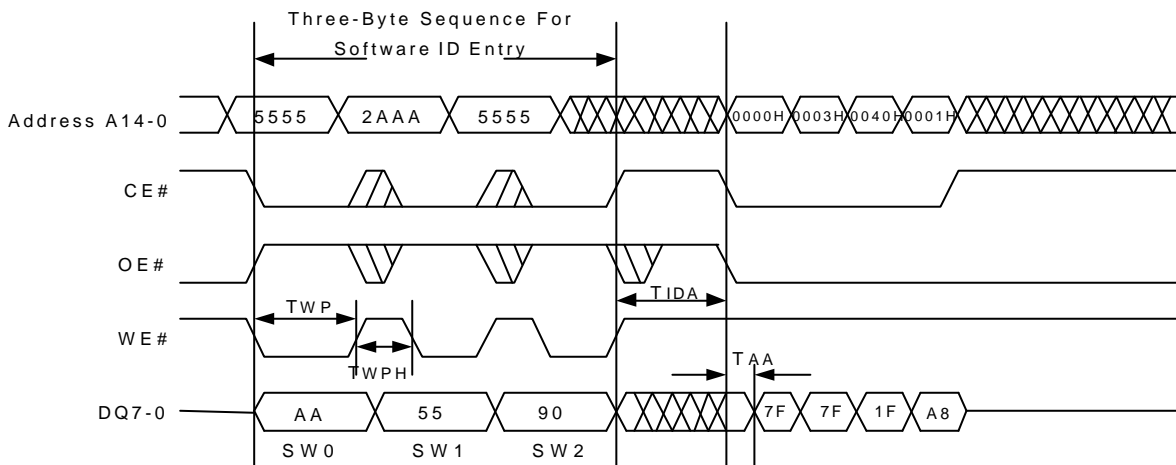 Three-Byte Sequence For
Software ID Entry
Address A14-0 5555 2AAA 5555 0000H 0003H 0040H 0001H
CE#
OE#
TIDA
TWP
WE#
TWPH
TAA
DQ7-0 AA 55 90 7F 7F 1F A8
SW0 SW1 SW2